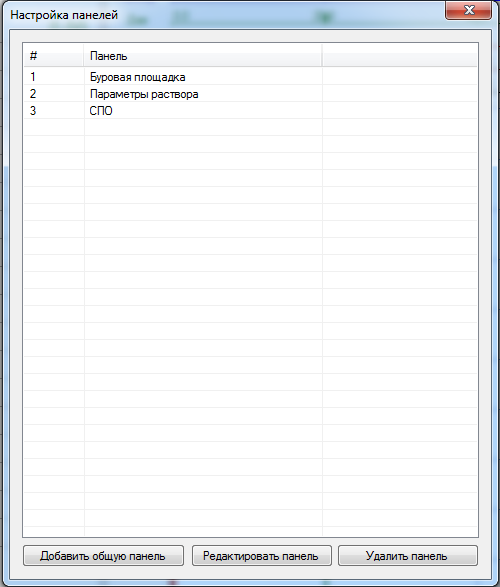 Настройка панелей
# Панель
1 Буровая площадка
2 Параметры раствора
3 СПО
Добавить общую панель Редактировать панель Удалить панель